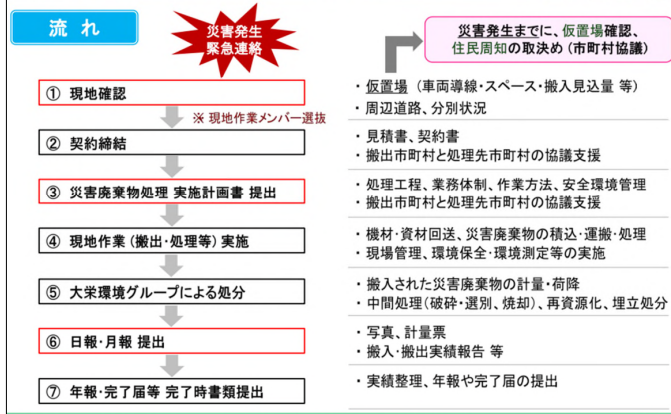 流れ
災害発生
緊急連絡
災害発生までに、仮置場確認、
住民周知の取決め (市町村協議)
① 現地確認
・仮置場 (車両導線・スペース・搬入見込量 等)
・周辺道路、分別状況
※ 現地作業メンバー選抜
② 契約締結
・見積書、契約書
・搬出市町村と処理先市町村の協議支援
③ 災害廃棄物処理 実施計画書 提出
・処理工程、業務体制、作業方法、安全環境管理
・搬出市町村と処理先市町村の協議支援
④ 現地作業 (搬出・処理等) 実施
・機材・資材回送、災害廃棄物の積込・運搬・処理
・現場管理、環境保全・環境測定等の実施
⑤ 大栄環境グループによる処分
・搬入された災害廃棄物の計量・荷降
・中間処理(破砕・選別、焼却)、再資源化、埋立処分
⑥ 日報・月報 提出
・写真、計量票
・搬入・搬出実績報告 等
⑦ 年報・完了届等 完了時書類提出
・実績整理、年報や完了届の提出